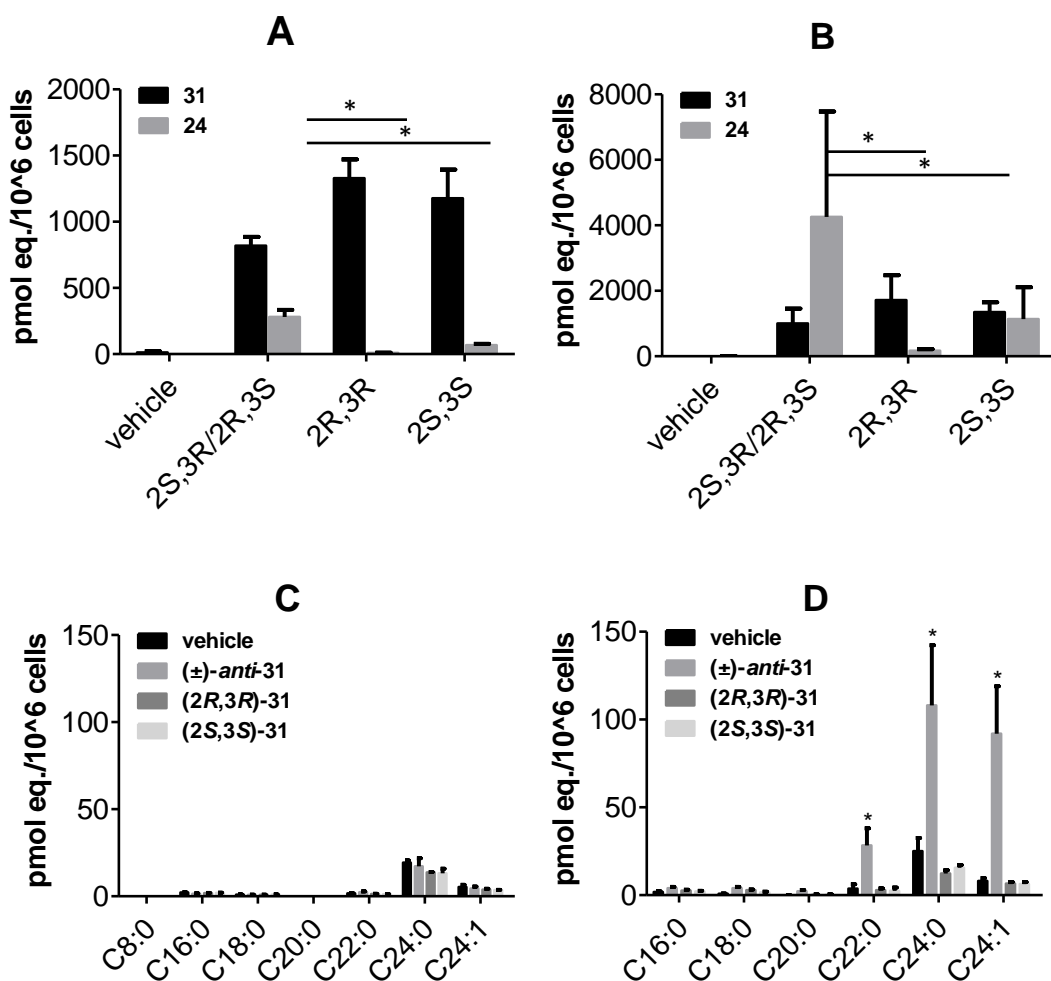 A
pmol eq./10^6 cells
2000
1500
1000
500
0
31
24
*
*
vehicle
2S,3R/2R,3S
2R,3R
2S,3S
B
pmol eq./10^6 cells
8000
6000
4000
2000
0
31
24
*
*
vehicle
2S,3R/2R,3S
2R,3R
2S,3S
C
pmol eq./10^6 cells
150
100
50
0
vehicle
(±)-anti-31
(2R,3R)-31
(2S,3S)-31
C8:0
C16:0
C18:0
C20:0
C22:0
C24:0
C24:1
D
pmol eq./10^6 cells
150
100
50
0
vehicle
(±)-anti-31
(2R,3R)-31
(2S,3S)-31
*
*
*
C16:0
C18:0
C20:0
C22:0
C24:0
C24:1